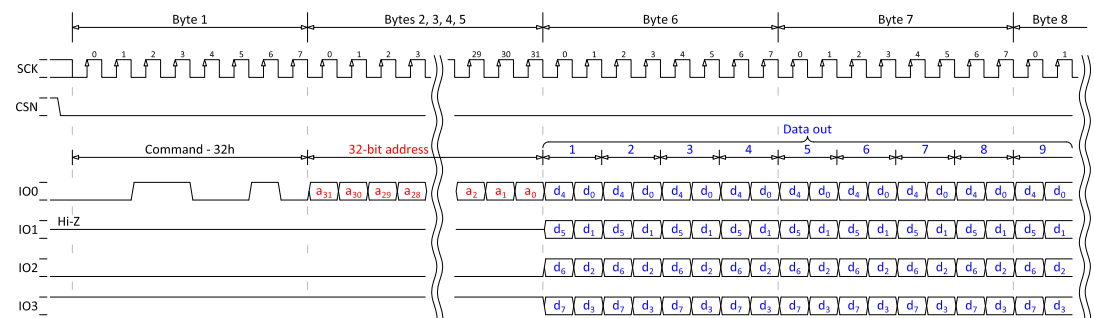 Byte 1 Bytes 2, 3, 4, 5 Byte 6 Byte 7 Byte 8
0 1 2 3 4 5 6 7 0 1 2 3 29 30 31 0 1 2 3 4 5 6 7 0 1 2 3 4 5 6 7 0 1
SCK
CSN
Data out
Command - 32h 32-bit address 1 2 3 4 5 6 7 8 9
IO0 a31 a30 a29 a28 a2 a1 a0 d4 d0 d4 d0 d4 d0 d4 d0 d4 d0 d4 d0 d4 d0 d4 d0 d4 d0
Hi-Z
IO1 d5 d1 d5 d1 d5 d1 d5 d1 d5 d1 d5 d1 d5 d1 d5 d1 d5 d1
IO2 d6 d2 d6 d2 d6 d2 d6 d2 d6 d2 d6 d2 d6 d2 d6 d2 d6 d2
IO3 d7 d3 d7 d3 d7 d3 d7 d3 d7 d3 d7 d3 d7 d3 d7 d3 d7 d3